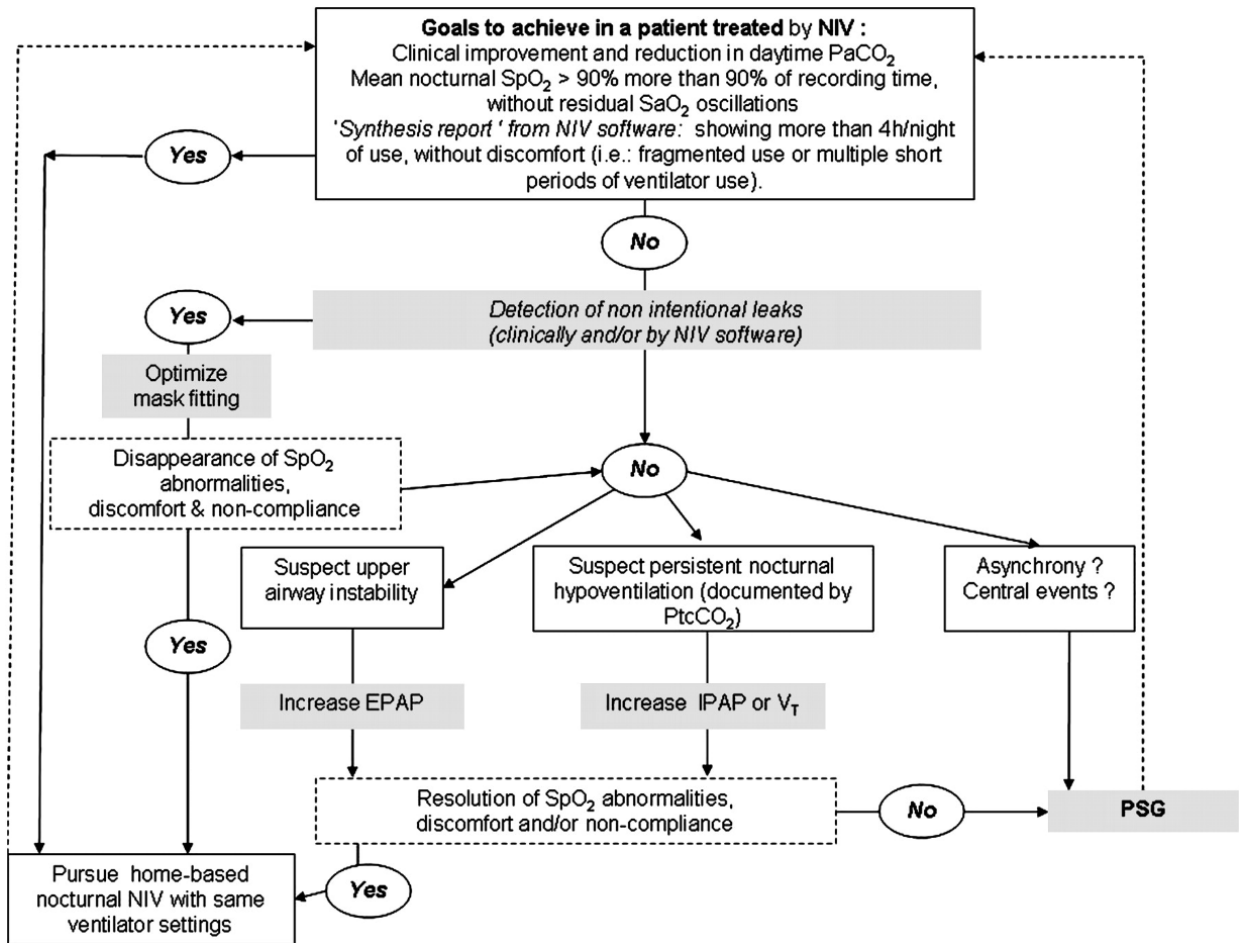 Goals to achieve in a patient treated by NIV :
Clinical improvement and reduction in daytime PaCO₂
Mean nocturnal SpO₂ > 90% more than 90% of recording time,
without residual SaO₂ oscillations
'Synthesis report ' from NIV software: showing more than 4h/night
of use, without discomfort (i.e.: fragmented use or multiple short
periods of ventilator use).
Yes
No
Yes
Detection of non intentional leaks
(clinically and/or by NIV software)
Optimize
mask fitting
Disappearance of SpO₂
abnormalities,
discomfort & non-compliance
No
Suspect upper
airway instability
Suspect persistent nocturnal
hypoventilation (documented by
PtcCO₂)
Asynchrony ?
Central events ?
Yes
Increase EPAP
Increase IPAP or V_T
Resolution of SpO₂ abnormalities,
discomfort and/or non-compliance
No
PSG
Yes
Pursue home-based
nocturnal NIV with same
ventilator settings